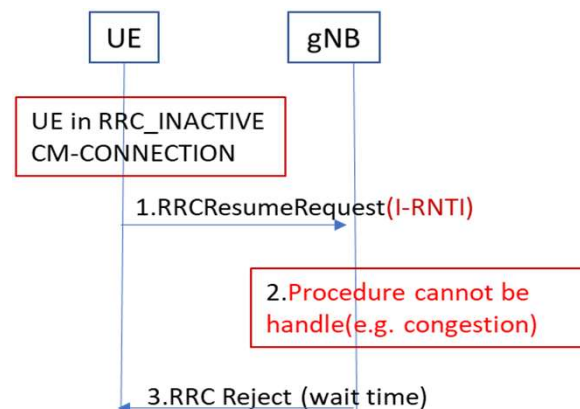 UE
gNB
UE in RRC_INACTIVE
CM-CONNECTION
1.RRCResumeRequest(I-RNTI)
2.Procedure cannot be
handle(e.g. congestion)
3.RRC Reject (wait time)